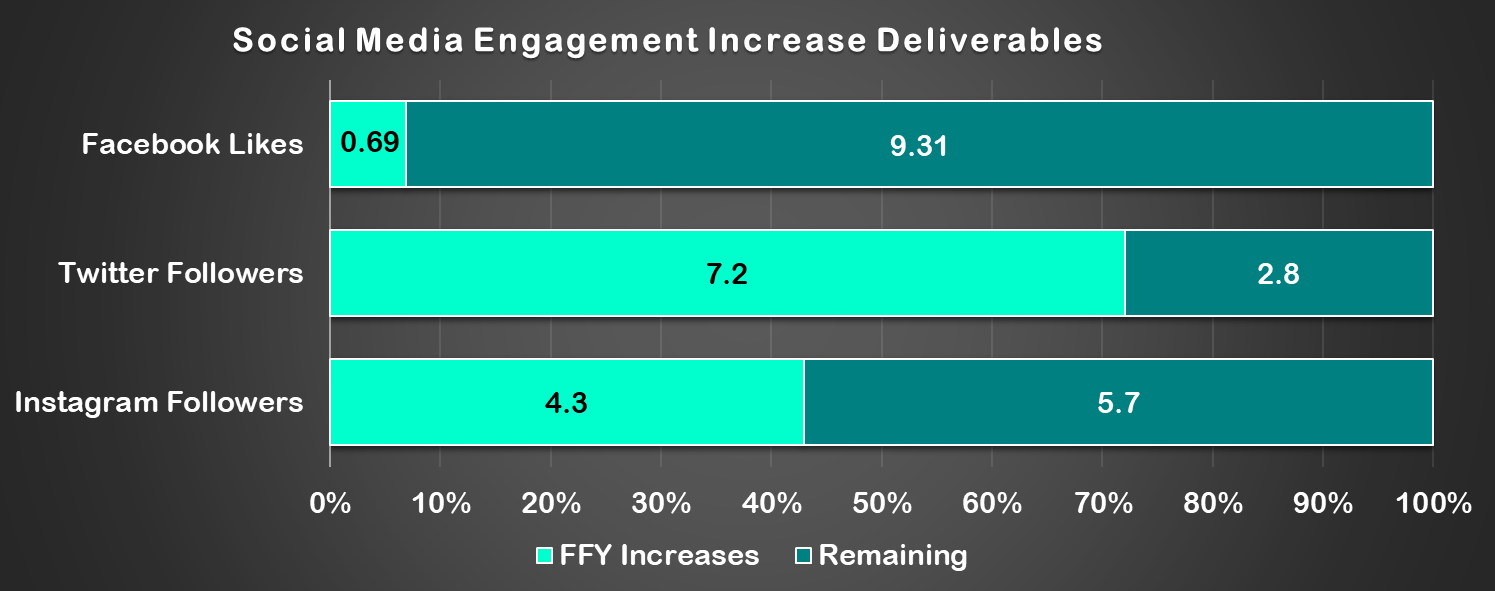 Social Media Engagement Increase Deliverables
Facebook Likes 0.69 9.31
Twitter Followers 7.2 2.8
Instagram Followers 4.3 5.7
0% 10% 20% 30% 40% 50% 60% 70% 80% 90% 100%
FFY Increases Remaining